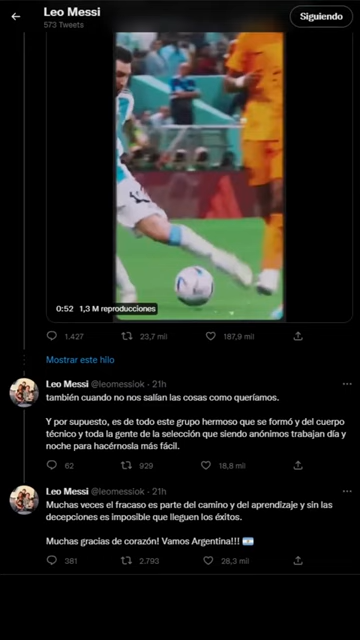 Leo Messi
573 Tweets
Siguiendo
0:52 1,3 M reproducciones
1.427 23,7 mil 187,9 mil
Mostrar este hilo
Leo Messi @leomessiok · 21h
también cuando no nos salían las cosas como queríamos.
Y por supuesto, es de todo este grupo hermoso que se formó y del cuerpo
técnico y toda la gente de la selección que siendo anónimos trabajan día y
noche para hacérnosla más fácil.
62 929 18,8 mil
Leo Messi @leomessiok · 21h
Muchas veces el fracaso es parte del camino y del aprendizaje y sin las
decepciones es imposible que lleguen los éxitos.
Muchas gracias de corazón! Vamos Argentina!!! 🇦🇷
381 2.793 28,3 mil